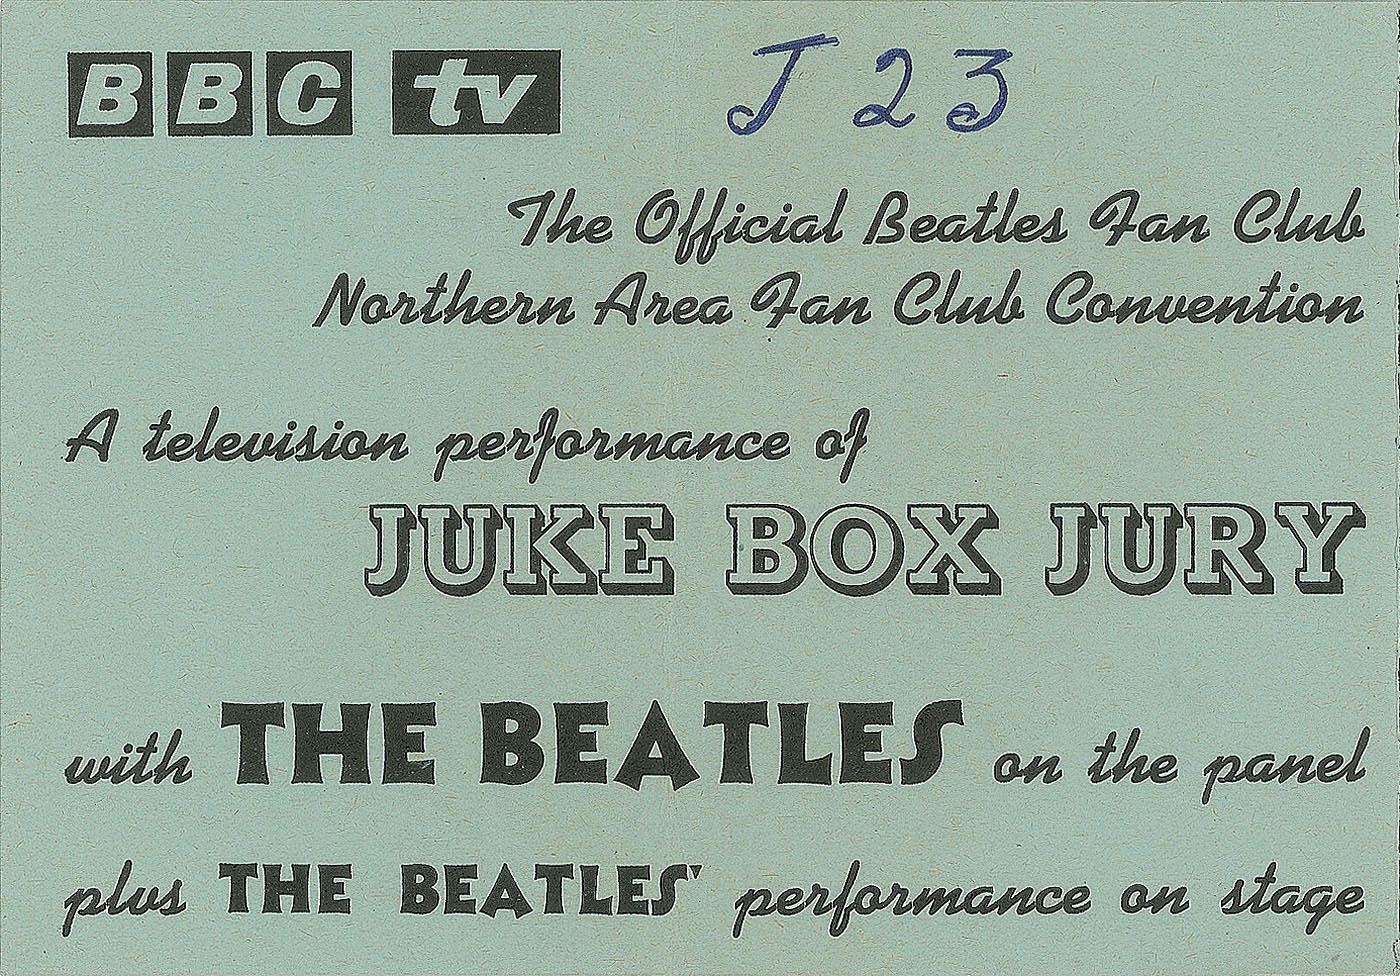 BBC tv J 23
The Official Beatles Fan Club
Northern Area Fan Club Convention
A television performance of
JUKE BOX JURY
with THE BEATLES on the panel
plus THE BEATLES' performance on stage